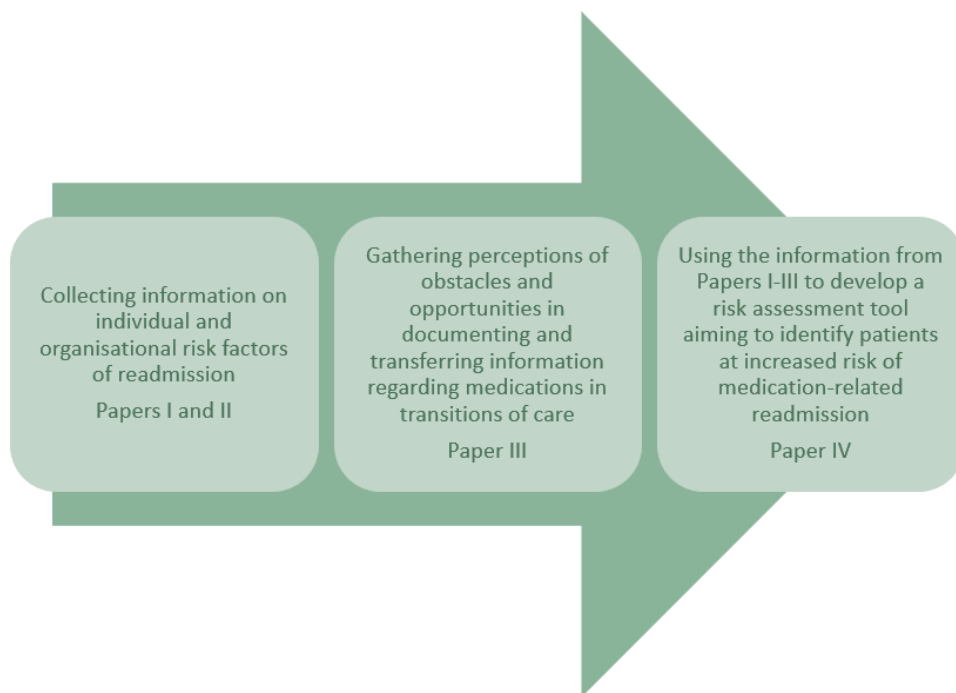 Collecting information on
individual and
organisational risk factors
of readmission
Papers I and II
Gathering perceptions of
obstacles and
opportunities in
documenting and
transferring information
regarding medications in
transitions of care
Paper III
Using the information from
Papers I-III to develop a
risk assessment tool
aiming to identify patients
at increased risk of
medication-related
readmission
Paper IV